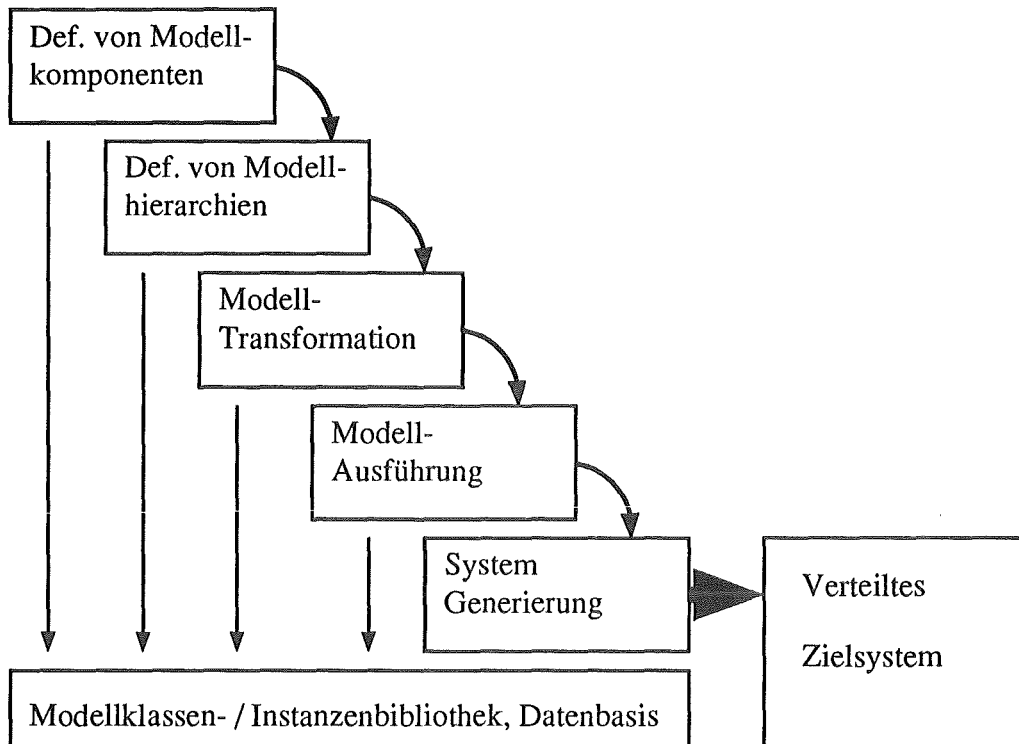 Def. von Modell-
komponenten
Def. von Modell-
hierarchien
Modell-
Transformation
Modell-
Ausführung
System
Generierung
Verteiltes
Zielsystem
Modellklassen- / Instanzenbibliothek, Datenbasis